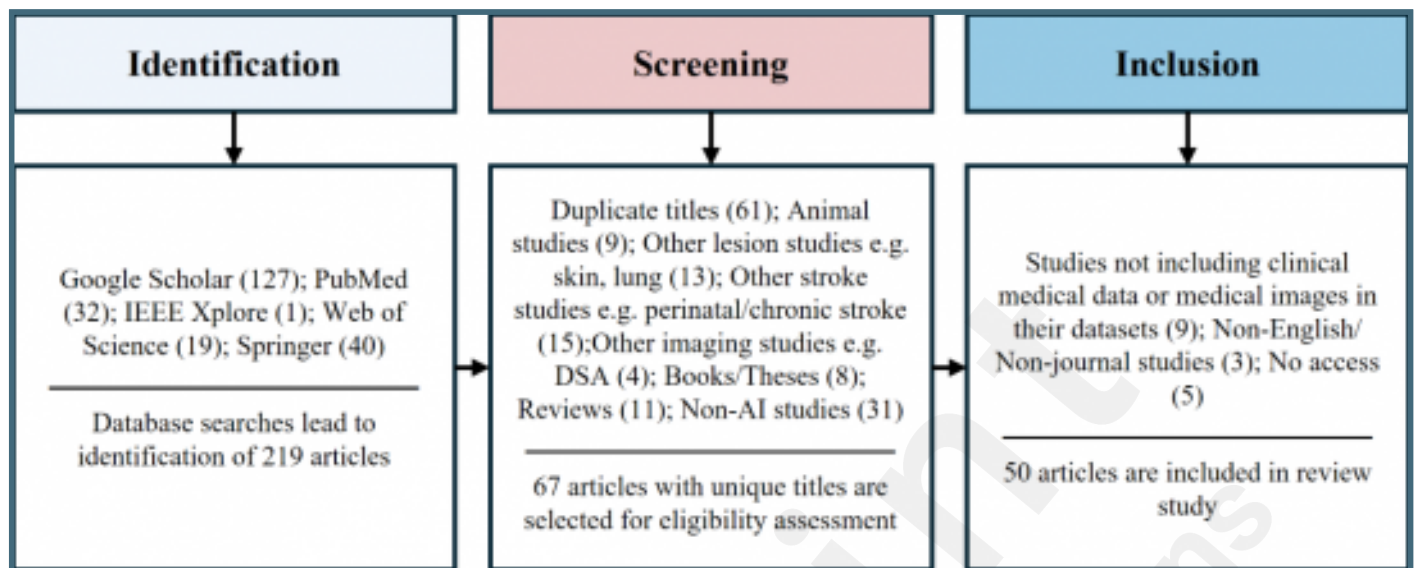 Identification
Google Scholar (127); PubMed
(32); IEEE Xplore (1); Web of
Science (19); Springer (40)
Database searches lead to
identification of 219 articles
Screening
Duplicate titles (61); Animal
studies (9); Other lesion studies e.g.
skin, lung (13); Other stroke
studies e.g. perinatal/chronic stroke
(15);Other imaging studies e.g.
DSA (4); Books/Theses (8);
Reviews (11); Non-AI studies (31)
67 articles with unique titles are
selected for eligibility assessment
Inclusion
Studies not including clinical
medical data or medical images in
their datasets (9); Non-English/
Non-journal studies (3); No access
(5)
50 articles are included in review
study